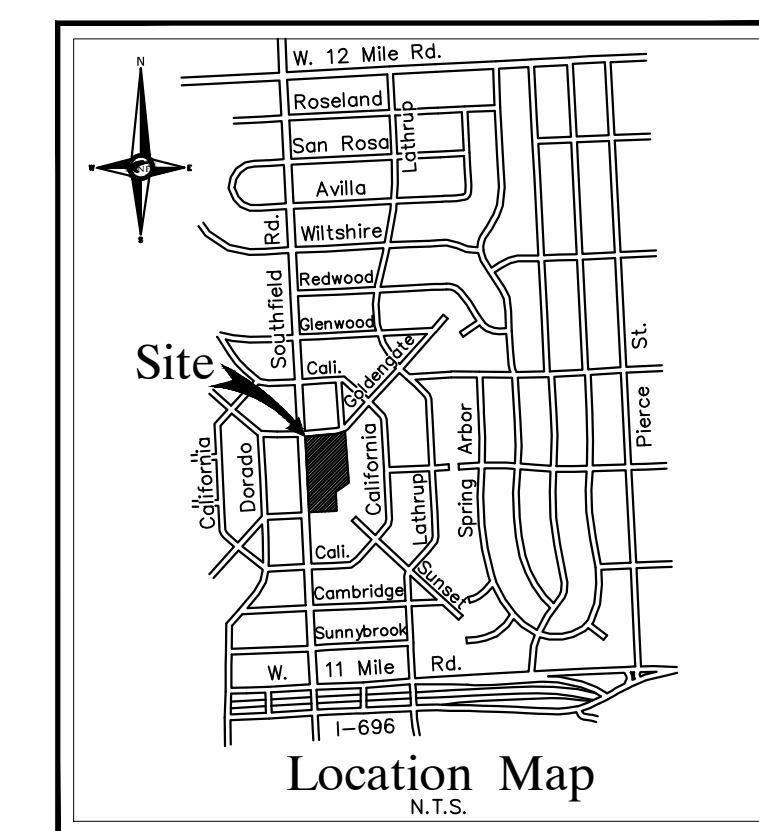 N
W. 12 Mile Rd.
Roseland
Lathrup
San Rosa
W
E
Avilla
S
Southfield Rd.
Wiltshire
Redwood
Glenwood
St.
Site
Cali.
Goldengate
Pierce
California
Dorado
California
Spring Arbor
Lathrup
Cali.
Sunset
Cambridge
Sunnybrook
W. 11 Mile Rd.
I-696
Location Map
N.T.S.